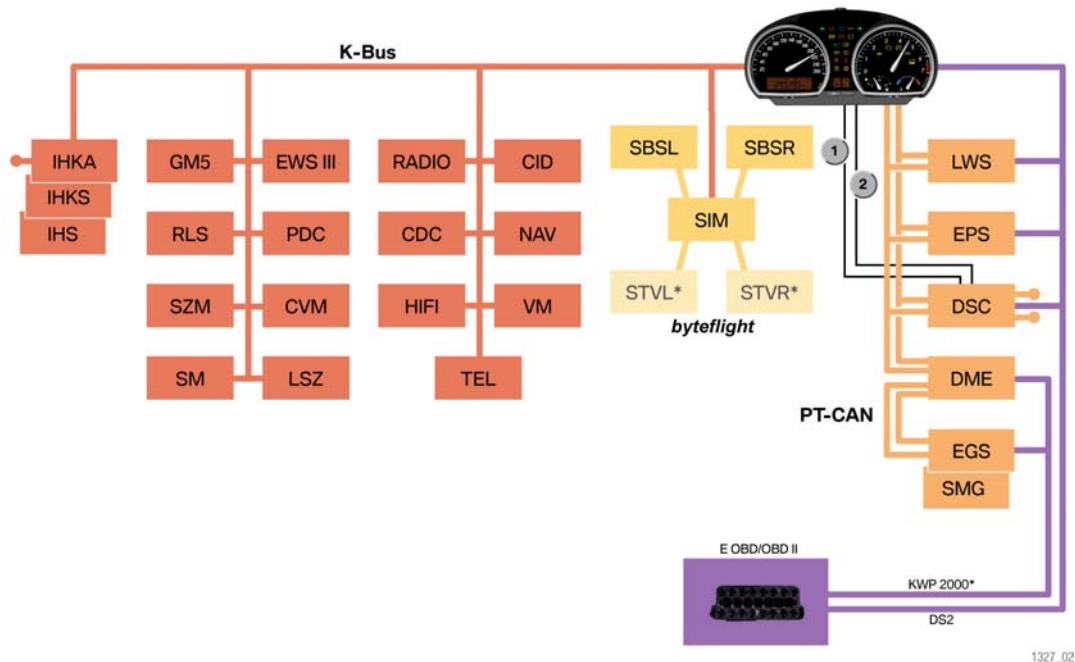 K-Bus
IHKA
IHKS
IHS
GM5
EWS III
RLS
PDC
SZM
CVM
SM
LSZ
RADIO
CID
CDC
NAV
HIFI
VM
TEL
SBSL
SBSR
SIM
STVL*
STVR*
byteflight
1
2
LWS
EPS
DSC
DME
PT-CAN
EGS
SMG
E OBD/OBD II
KWP 2000*
DS2